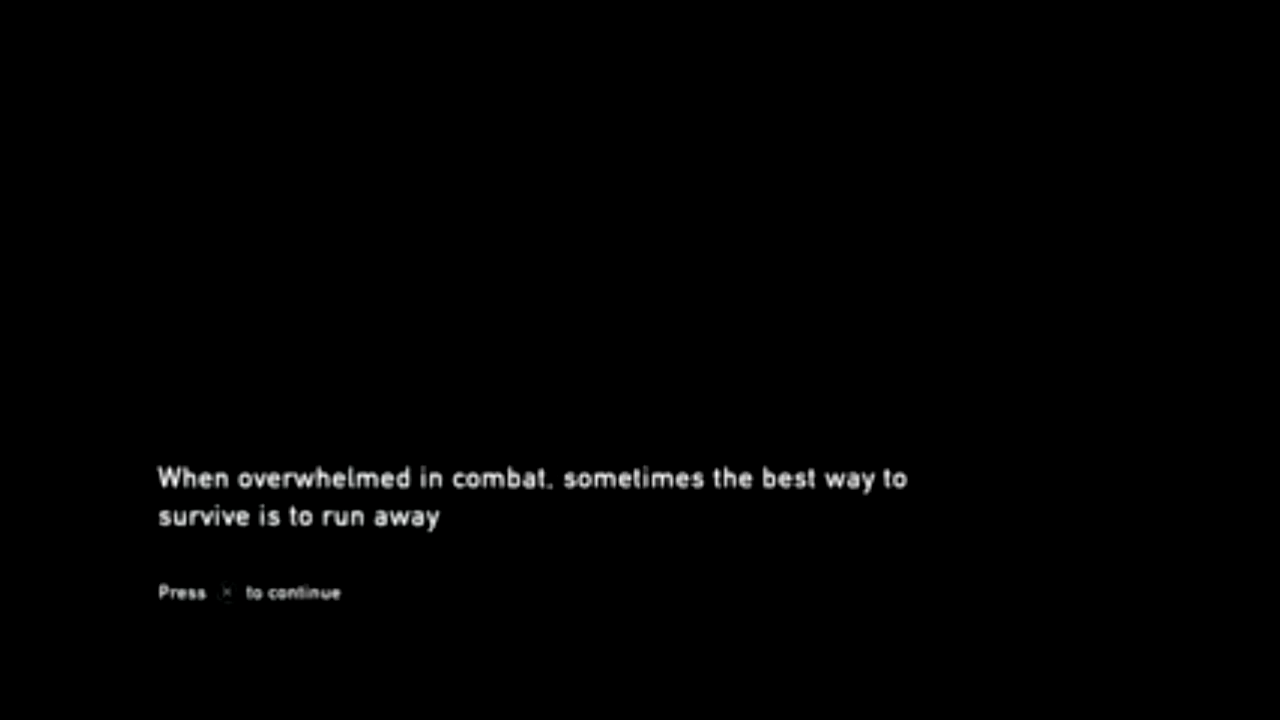 When overwhelmed in combat, sometimes the best way to
survive is to run away
Press × to continue